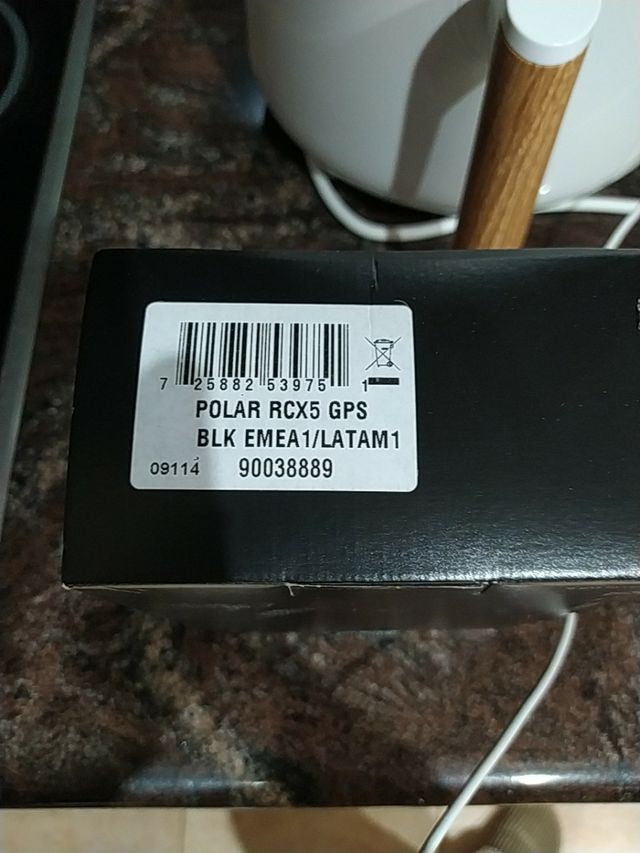 7 25882 53975 1
POLAR RCX5 GPS
BLK EMEA1/LATAM1
09114 90038889